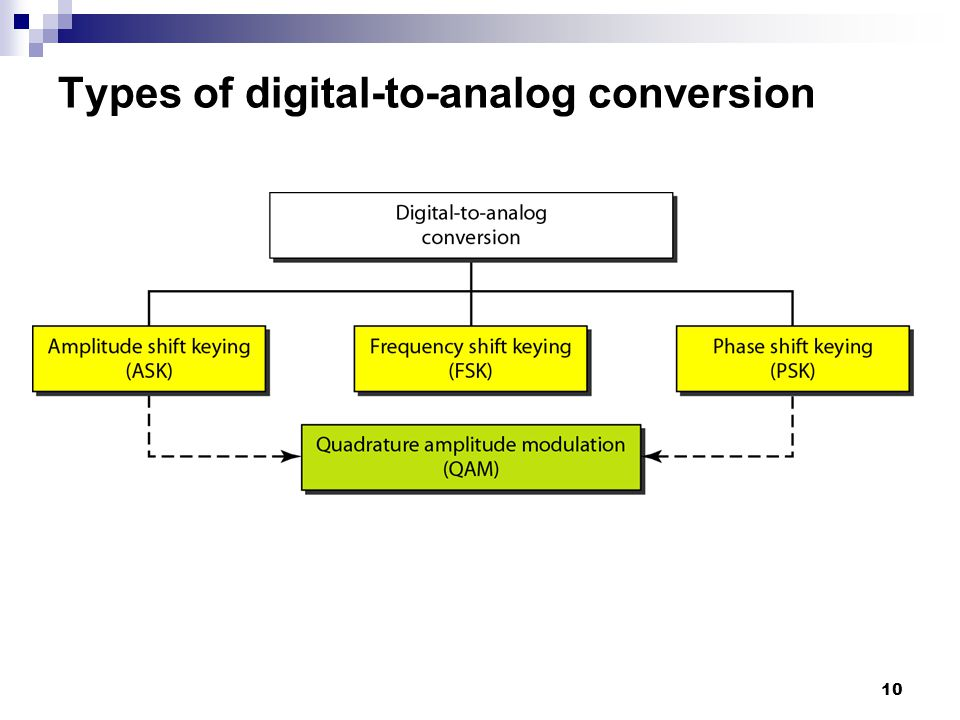 Types of digital-to-analog conversion
Digital-to-analog
conversion
Amplitude shift keying
(ASK)
Frequency shift keying
(FSK)
Phase shift keying
(PSK)
Quadrature amplitude modulation
(QAM)
10